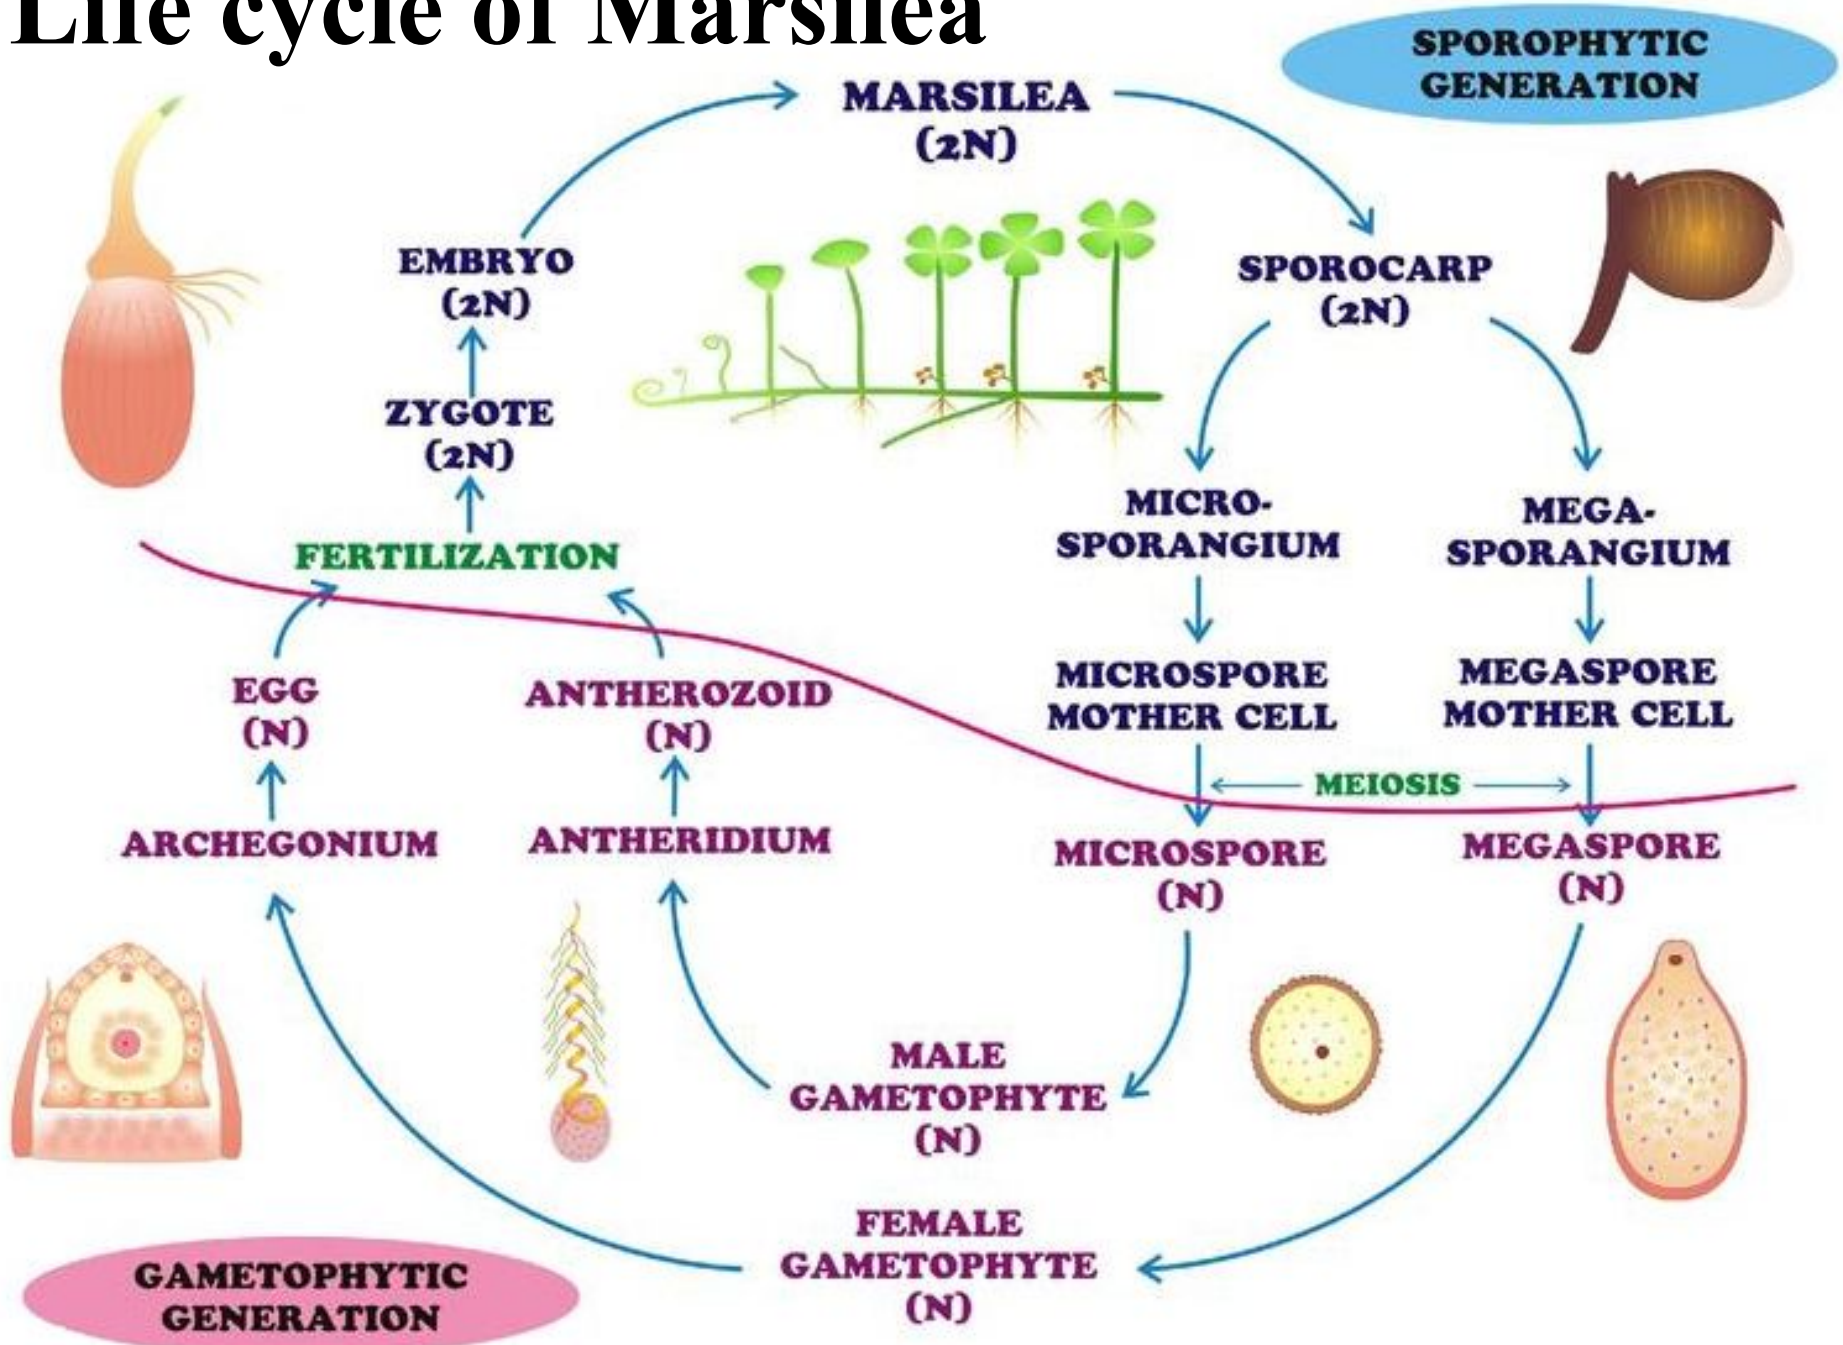 Life cycle of Marsilea
SPOROPHYTIC
GENERATION
MARSILEA
(2N)
EMBRYO
(2N)
SPOROCARP
(2N)
ZYGOTE
(2N)
MICRO-
SPORANGIUM
MEGA-
SPORANGIUM
FERTILIZATION
EGG
(N)
ANTHEROZOID
(N)
MICROSPORE
MOTHER CELL
MEGASPORE
MOTHER CELL
MEIOSIS
ARCHEGONIUM
ANTHERIDIUM
MICROSPORE
(N)
MEGASPORE
(N)
MALE
GAMETOPHYTE
(N)
FEMALE
GAMETOPHYTE
(N)
GAMETOPHYTIC
GENERATION